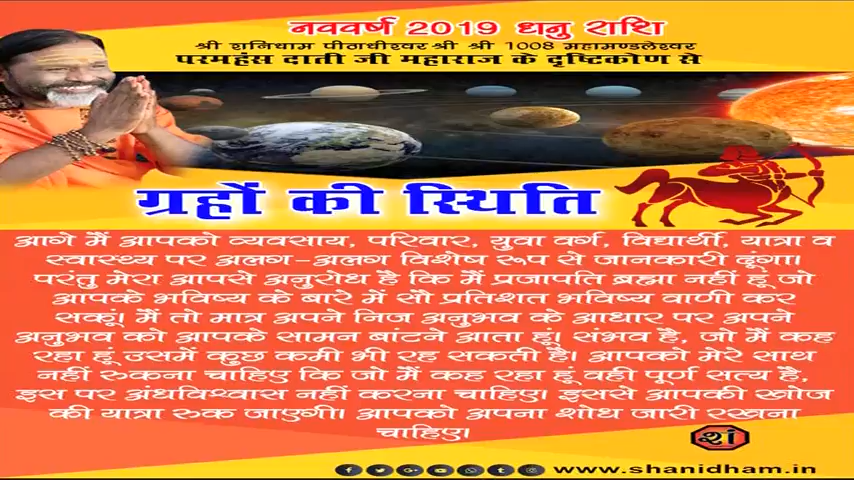 नववर्ष 2019 धनु राशि
श्री शनिधाम पीठाधीश्वर श्री श्री 1008 महामण्डलेश्वर
परमहंस दाती जी महाराज के दृष्टिकोण से
ग्रहों की स्थिति
आगे मैं आपको व्यवसाय, परिवार, युवा वर्ग, विद्यार्थी, यात्रा व
स्वास्थ्य पर अलग-अलग विशेष रूप से जानकारी दूंगा।
परंतु मेरा आपसे अनुरोध है कि मैं प्रजापति ब्रह्मा नहीं हूं जो
आपके भविष्य के बारे में सौ प्रतिशत भविष्य वाणी कर
सकूं। मैं तो मात्र अपने निज अनुभव के आधार पर अपने
अनुभव को आपके सामन बांटने आता हूं। संभव है, जो मैं कह
रहा हूं उसमें कुछ कमी भी रह सकती है। आपको मेरे साथ
नहीं रुकना चाहिए कि जो मैं कह रहा हूं वही पूर्ण सत्य है,
इस पर अंधविश्वास नहीं करना चाहिए। इससे आपकी खोज
की यात्रा रुक जाएगी। आपको अपना शोध जारी रखना
चाहिए।
शं
www.shanidham.in